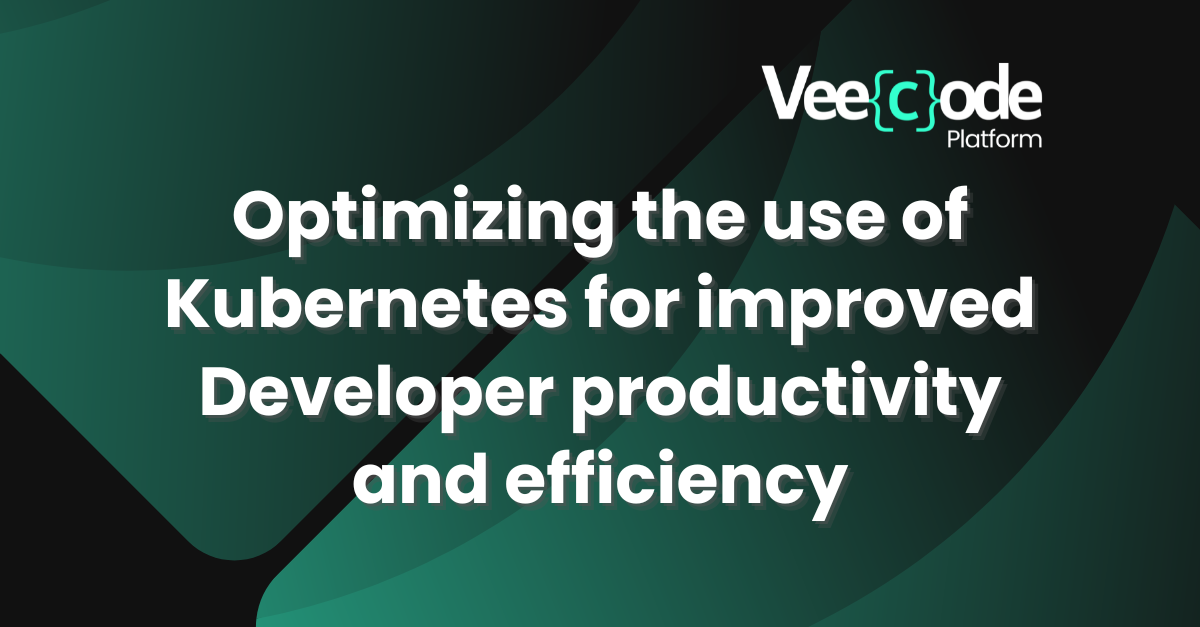 Vee{c}ode
Platform
Optimizing the use of
Kubernetes for improved
Developer productivity
and efficiency